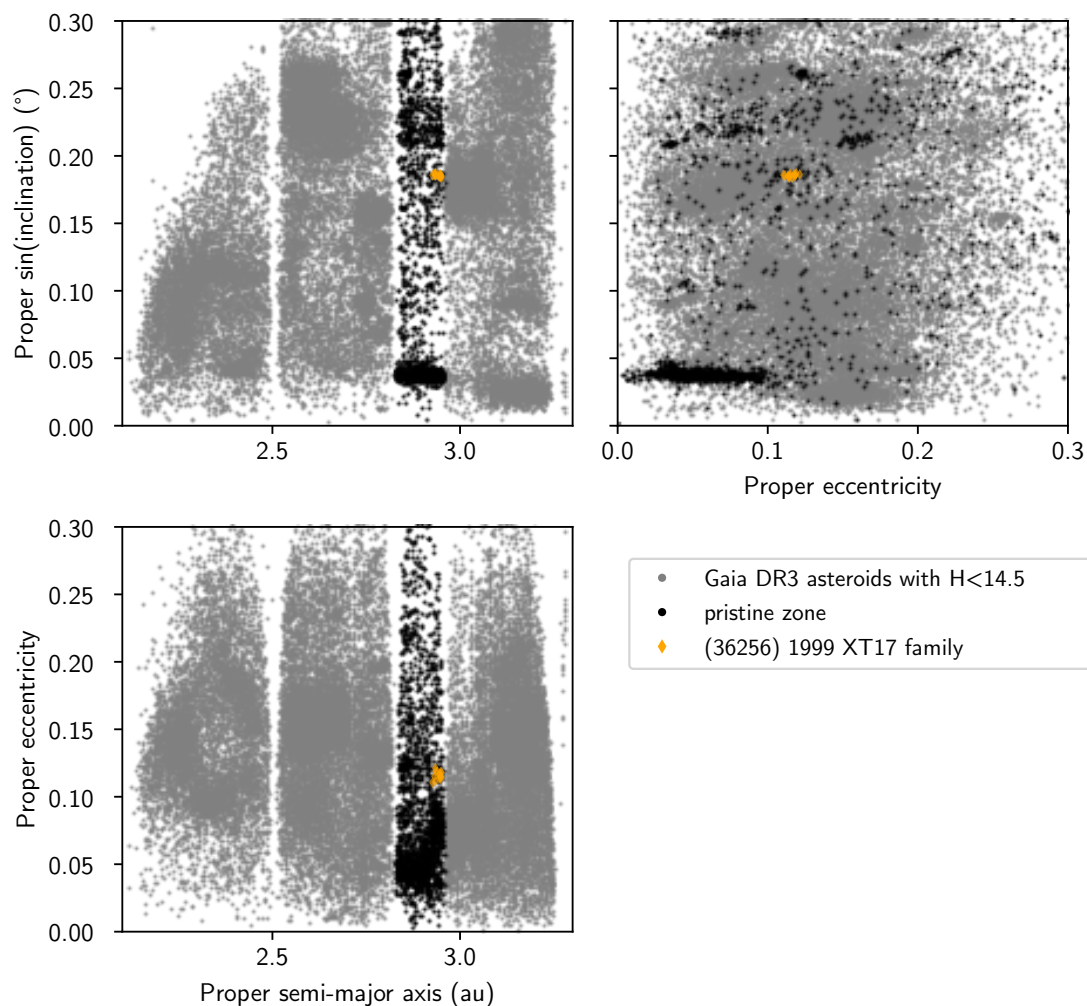 0.30
0.25
0.20
0.15
0.10
0.05
0.00
Proper sin(inclination) (°)
2.5 3.0
0.0 0.1 0.2 0.3
Proper eccentricity
0.30
0.25
0.20
0.15
0.10
0.05
0.00
Proper eccentricity
2.5 3.0
Proper semi-major axis (au)
Gaia DR3 asteroids with H<14.5
pristine zone
(36256) 1999 XT17 family